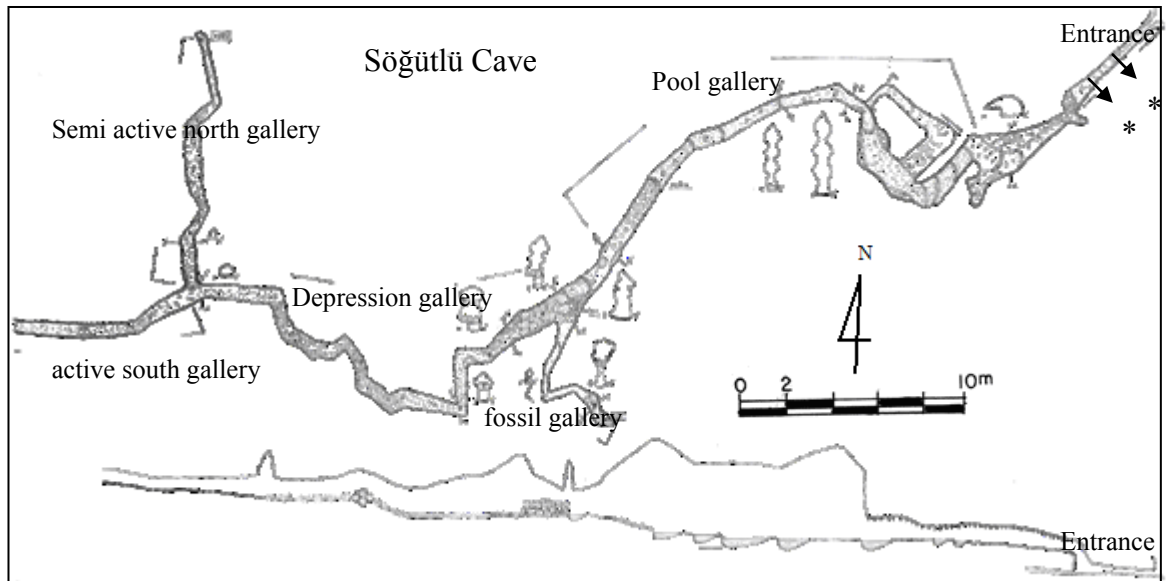 Entrance
Söğütlü Cave
Pool gallery
*
*
Semi active north gallery
N
Depression gallery
active south gallery
0 2 10m
fossil gallery
Entrance